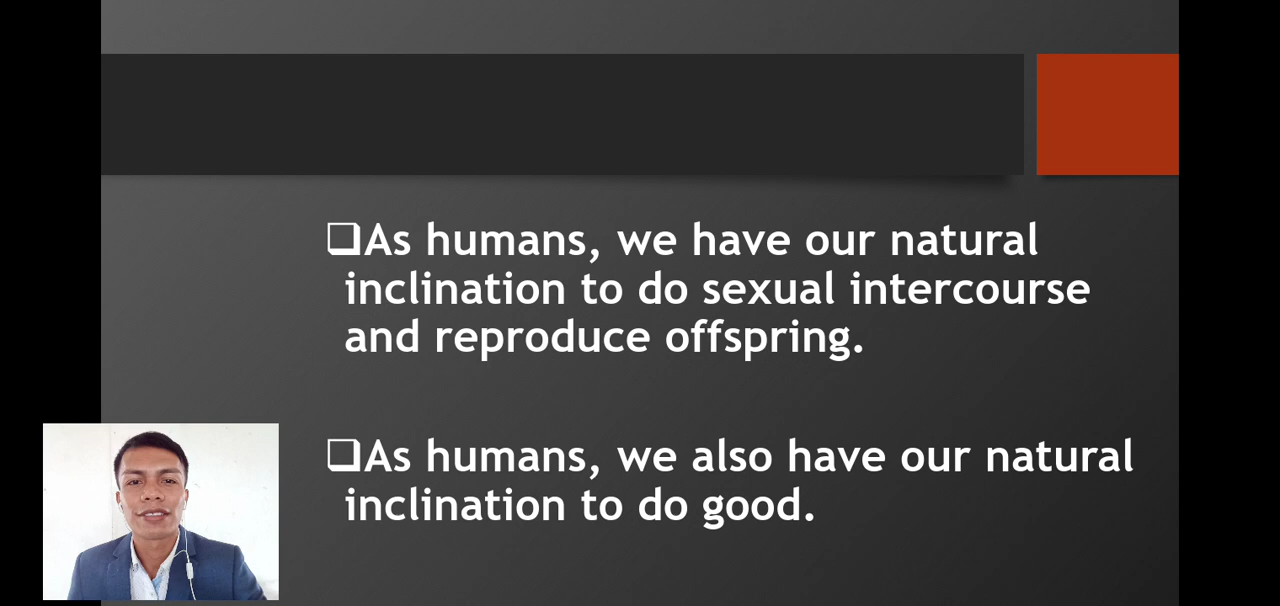 ❑As humans, we have our natural
inclination to do sexual intercourse
and reproduce offspring.
❑As humans, we also have our natural
inclination to do good.